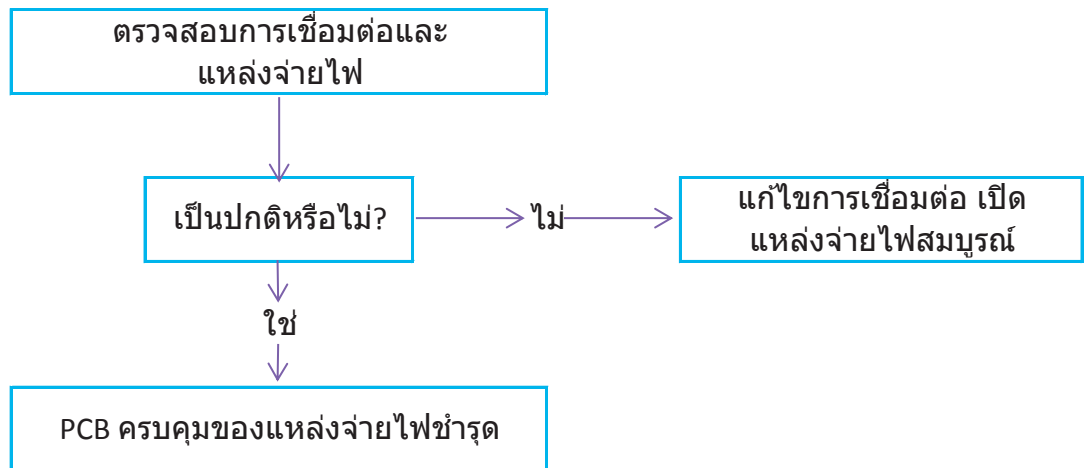 ตรวจสอบการเชื่อมต่อและ
แหล่งจ่ายไฟ
เป็นปกติหรือไม่?
ไม่
แก้ไขการเชื่อมต่อ เปิด
แหล่งจ่ายไฟสมบูรณ์
ใช่
PCB ครบคุมของแหล่งจ่ายไฟชำรุด